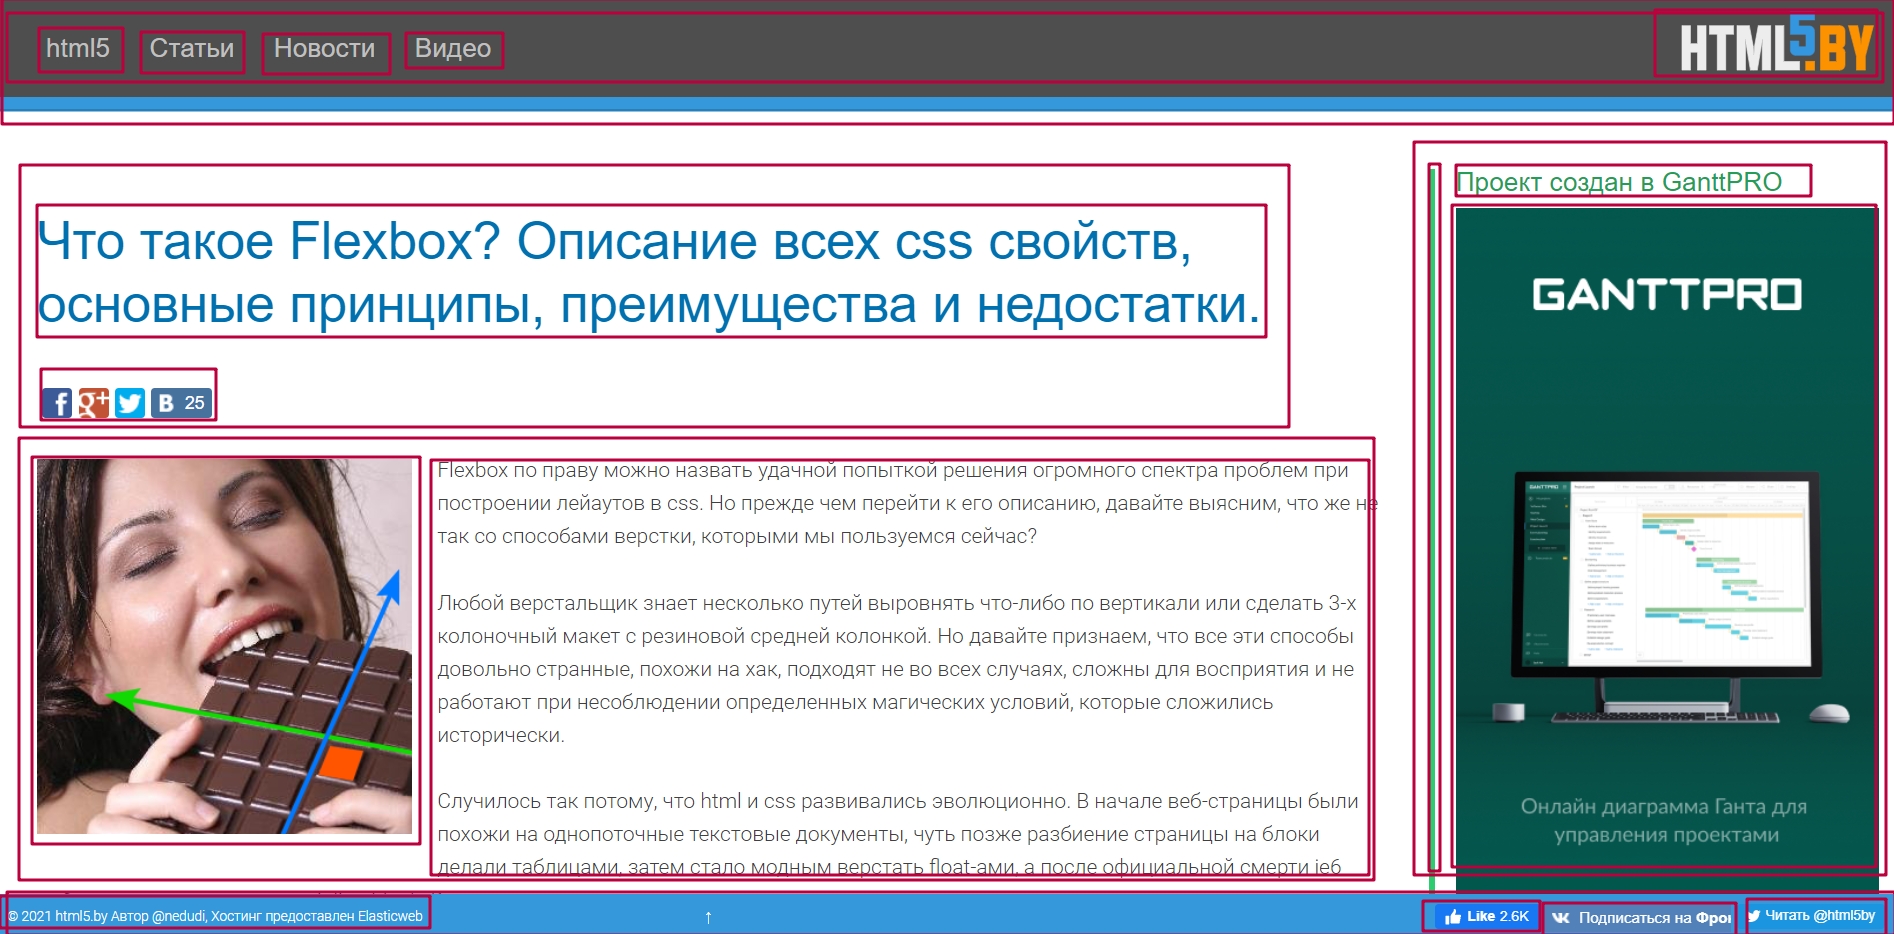 html5 Статьи Новости Видео
HTML5.BY
Что такое Flexbox? Описание всех css свойств,
основные принципы, преимущества и недостатки.
25
Flexbox по праву можно назвать удачной попыткой решения огромного спектра проблем при
построении лейаутов в css. Но прежде чем перейти к его описанию, давайте выясним, что же не
так со способами верстки, которыми мы пользуемся сейчас?
Любой верстальщик знает несколько путей выровнять что-либо по вертикали или сделать 3-х
колоночный макет с резиновой средней колонкой. Но давайте признаем, что все эти способы
довольно странные, похожи на хак, подходят не во всех случаях, сложны для восприятия и не
работают при несоблюдении определенных магических условий, которые сложились
исторически.
Случилось так потому, что html и css развивались эволюционно. В начале веб-страницы были
похожи на однопоточные текстовые документы, чуть позже разбиение страницы на блоки
делали таблицами, затем стало модным верстать float-ами, а после официальной смерти ie6
Проект создан в GanttPRO
GANTTPRO
GANTTPRO
Онлайн диаграмма Ганта для
управления проектами
© 2021 html5.by Автор @nedudi, Хостинг предоставлен Elasticweb
↑
Like 2.6K
Подписаться на Фро
Читать @html5by